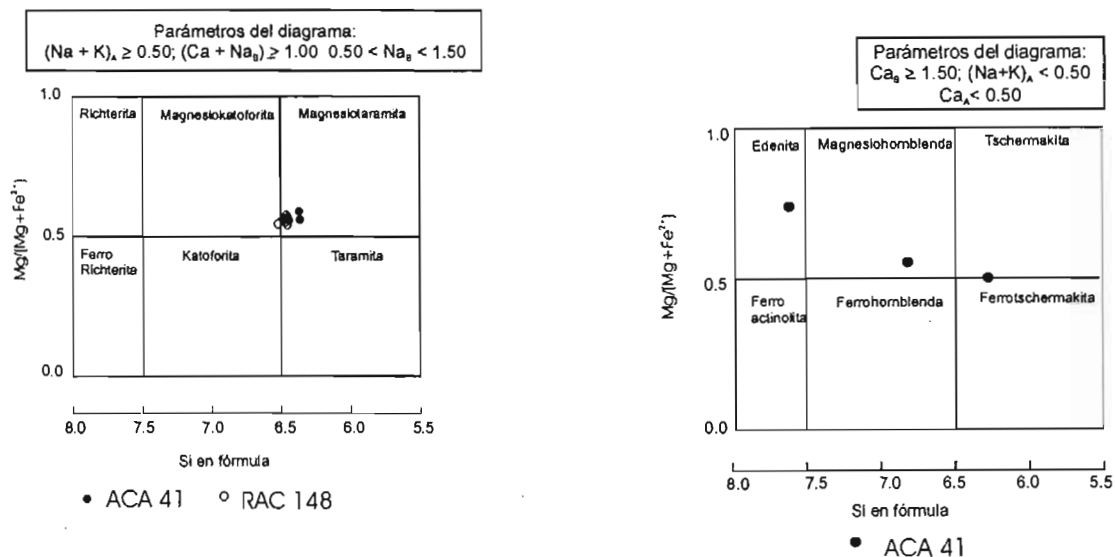 Parámetros del diagrama:
(Na + K)A ≥ 0.50; (Ca + NaB) ≥ 1.00 0.50 < NaB < 1.50
1.0
Richterita
Magnesiokatoforita
Magnesiotaramita
Mg/(Mg+Fe²⁺)
0.5
Ferro
Richterita
Katoforita
Taramita
0.0
8.0 7.5 7.0 6.5 6.0 5.5
Si en fórmula
● ACA 41 ○ RAC 148
Parámetros del diagrama:
CaB ≥ 1.50; (Na+K)A < 0.50
CaA < 0.50
1.0
Edenita
Magnesiohornblenda
Tschermakita
Mg/(Mg+Fe²⁺)
0.5
Ferro
actinolita
Ferrohornblenda
Ferrotschermakita
0.0
8.0 7.5 7.0 6.5 6.0 5.5
Si en fórmula
● ACA 41